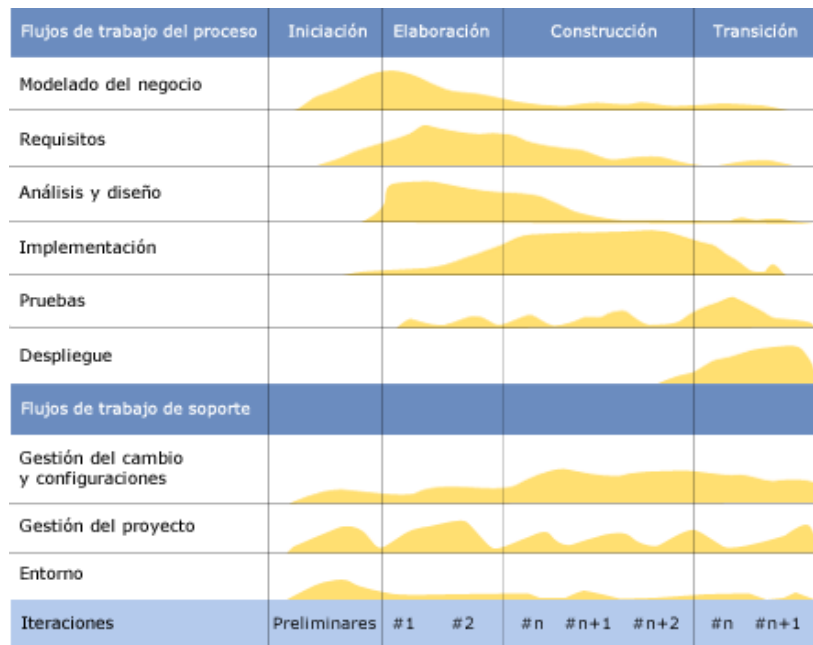 Flujos de trabajo del proceso Iniciación Elaboración Construcción Transición
Modelado del negocio
Requisitos
Análisis y diseño
Implementación
Pruebas
Despliegue
Flujos de trabajo de soporte
Gestión del cambio
y configuraciones
Gestión del proyecto
Entorno
Iteraciones Preliminares #1 #2 #n #n+1 #n+2 #n #n+1